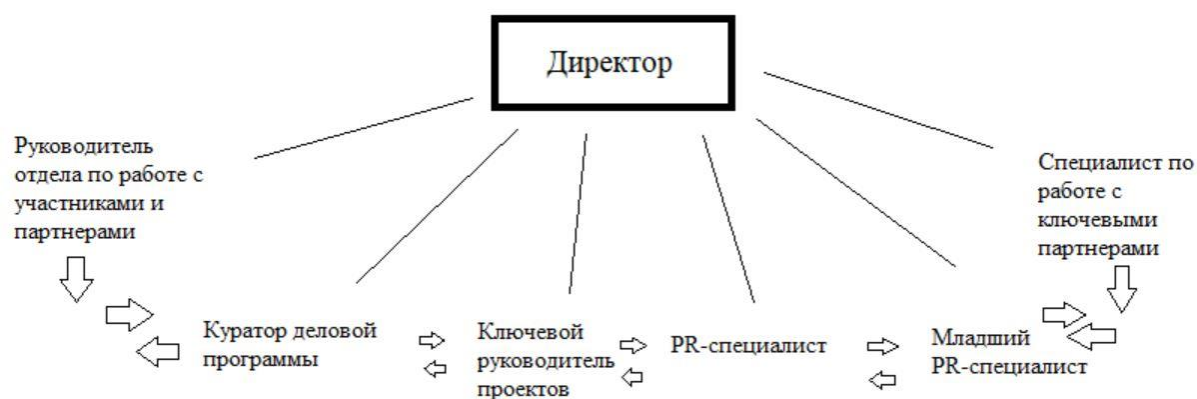 Директор
Руководитель
отдела по работе с
участниками и
партнерами
Специалист по
работе с
ключевыми
партнерами
Куратор деловой
программы
Ключевой
руководитель
проектов
PR-специалист
Младший
PR-специалист